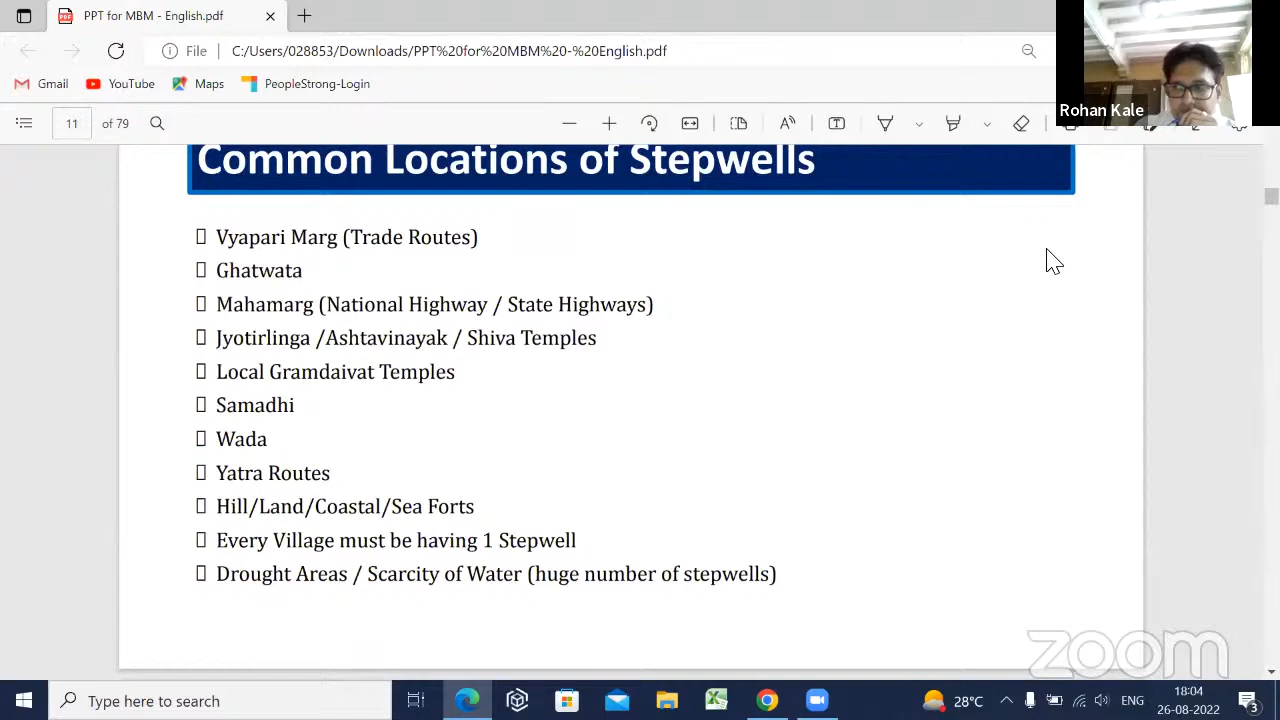 PPT for MBM - English.pdf
File C:/Users/028853/Downloads/PPT%20for%20MBM%20-%20English.pdf
Gmail YouTube Maps PeopleStrong-Login
Rohan Kale
11 of 79
Common Locations of Stepwells
Vyapari Marg (Trade Routes)
Ghatwata
Mahamarg (National Highway / State Highways)
Jyotirlinga /Ashtavinayak / Shiva Temples
Local Gramdaivat Temples
Samadhi
Wada
Yatra Routes
Hill/Land/Coastal/Sea Forts
Every Village must be having 1 Stepwell
Drought Areas / Scarcity of Water (huge number of stepwells)
zoom
Type here to search
28°C
ENG
18:04
26-08-2022
3